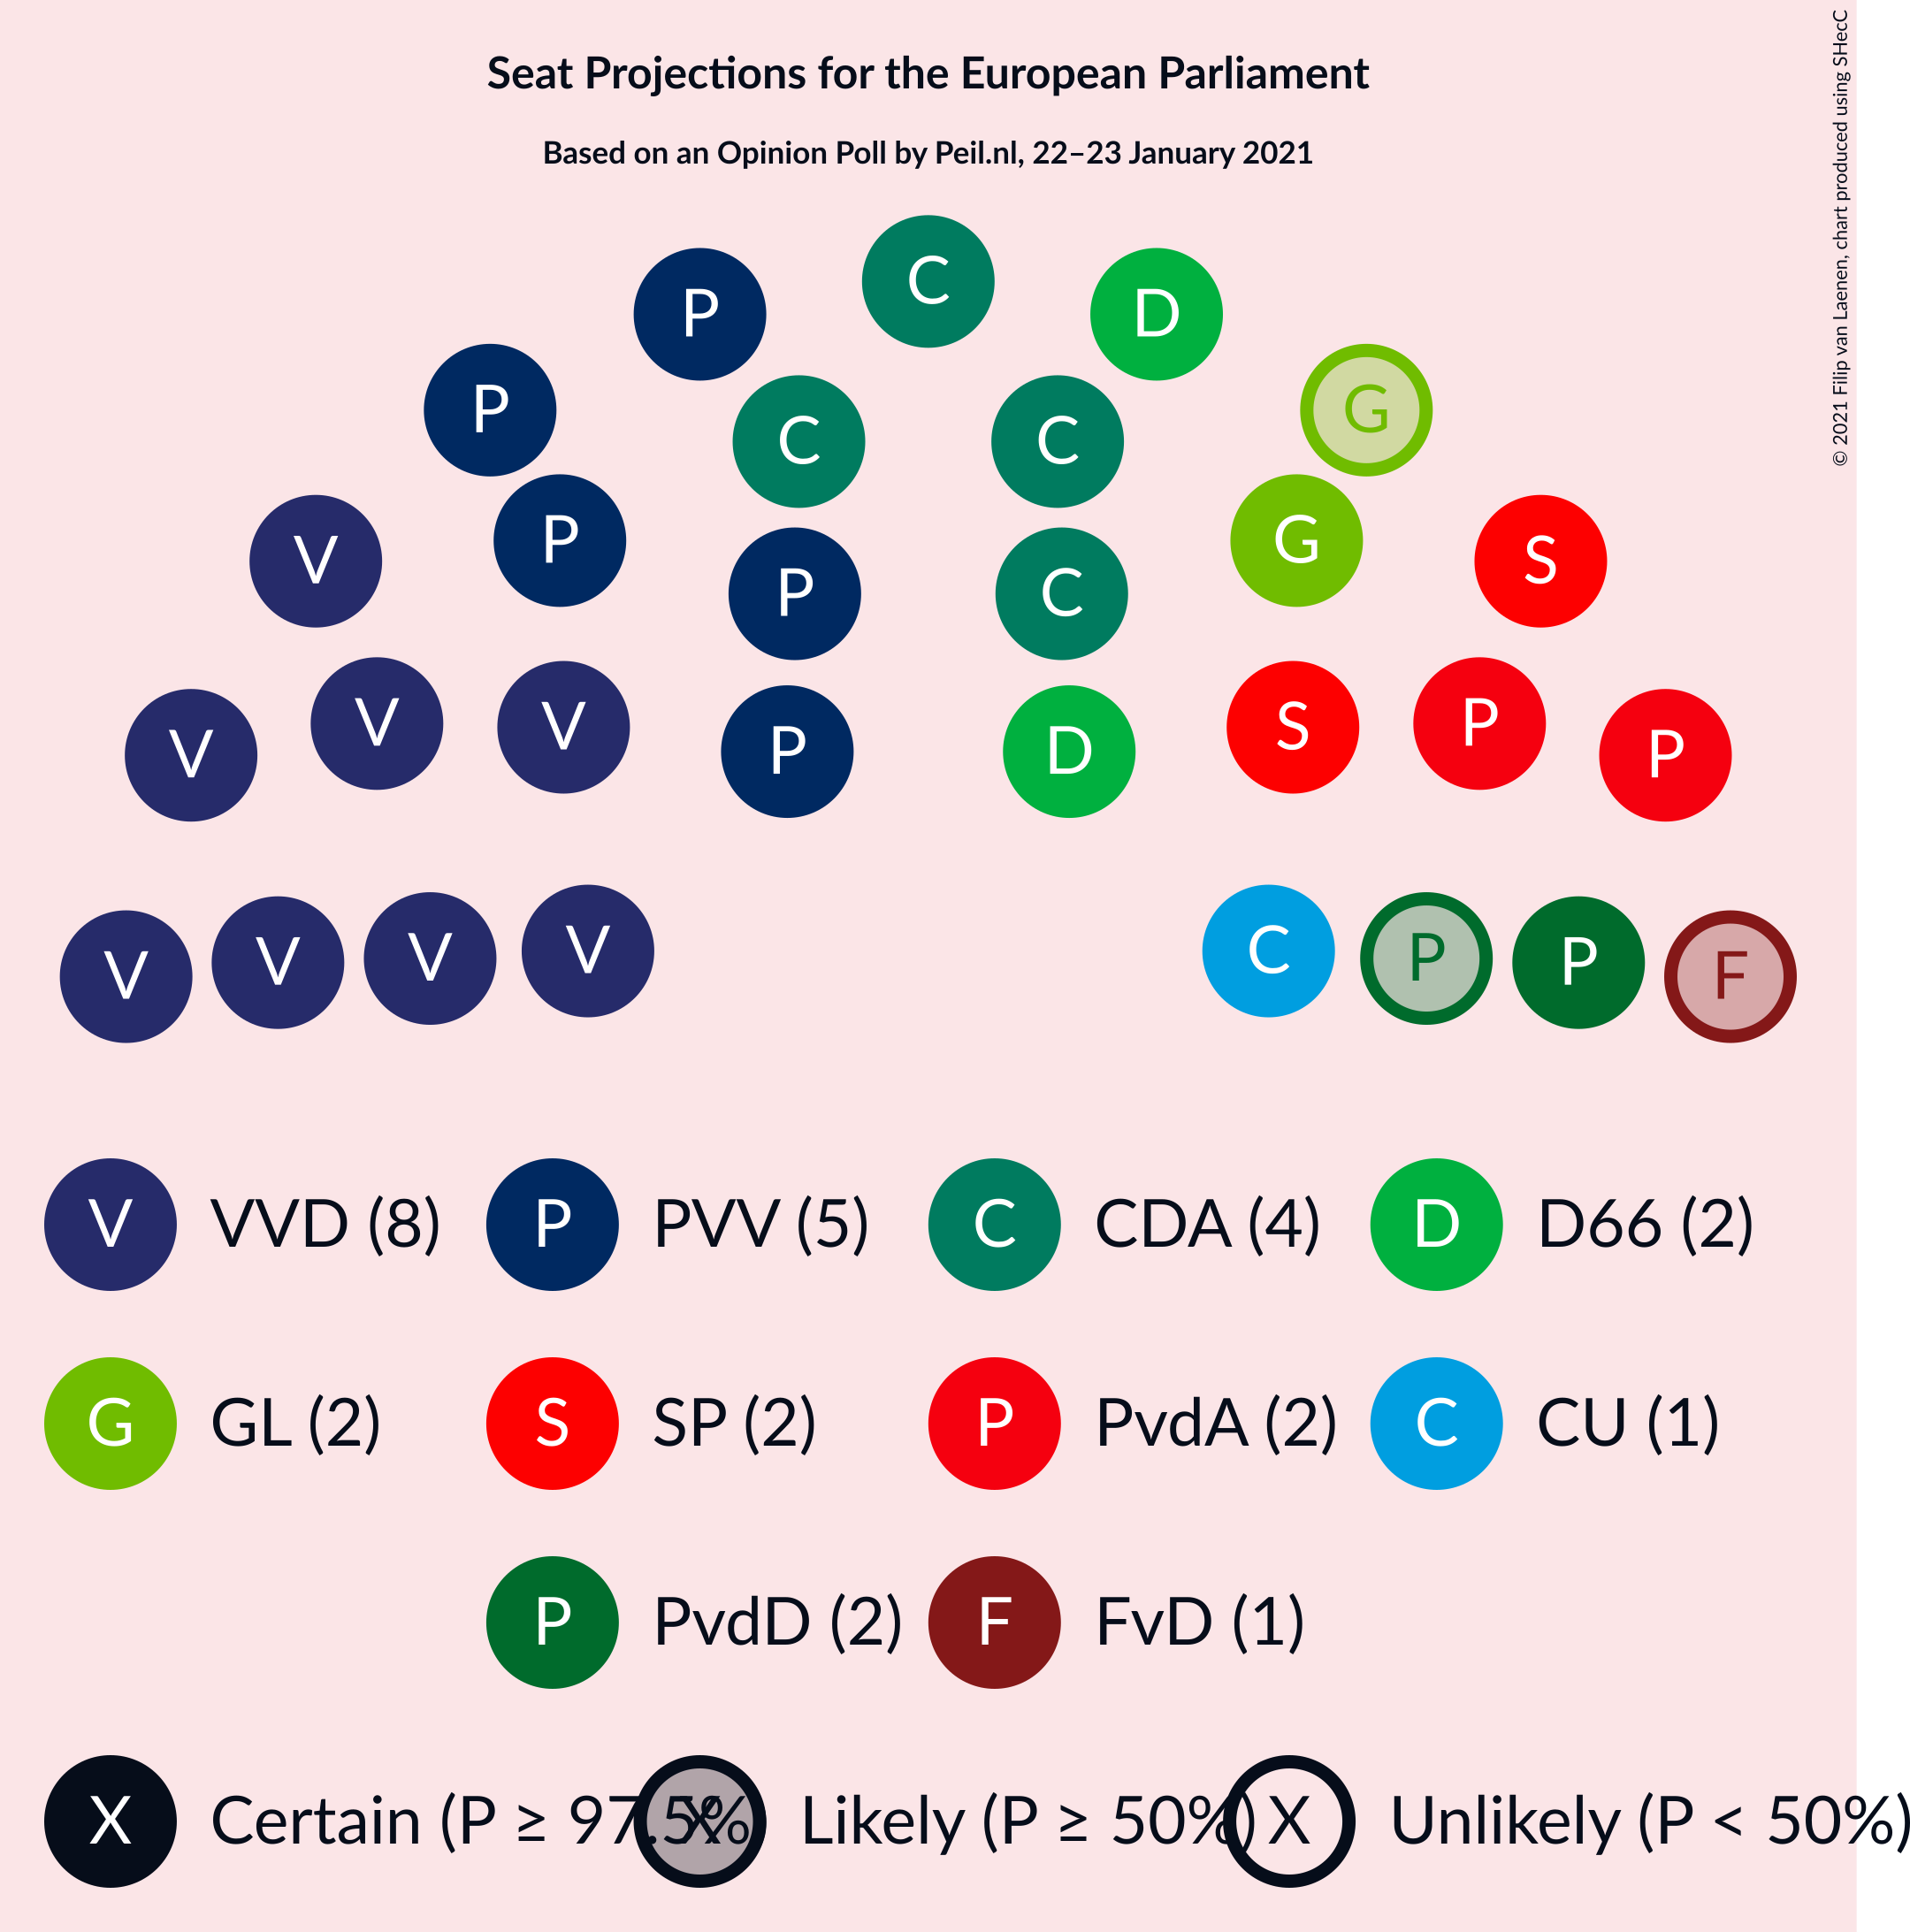 Seat Projections for the European Parliament
Based on an Opinion Poll by Peil.nl, 22–23 January 2021
© 2021 Filip van Laenen, chart produced using SHecC
C
P D
P G
C C
P G
V S
P C
V V P
V P D S P
V C P P F
V V V
V VVD (8) P PVV (5) C CDA (4) D D66 (2)
G GL (2) S SP (2) P PvdA (2) C CU (1)
P PvdD (2) F FvD (1)
X Certain (P ≥ 97.5% X Likely (P ≥ 50%) X Unlikely (P < 50%)